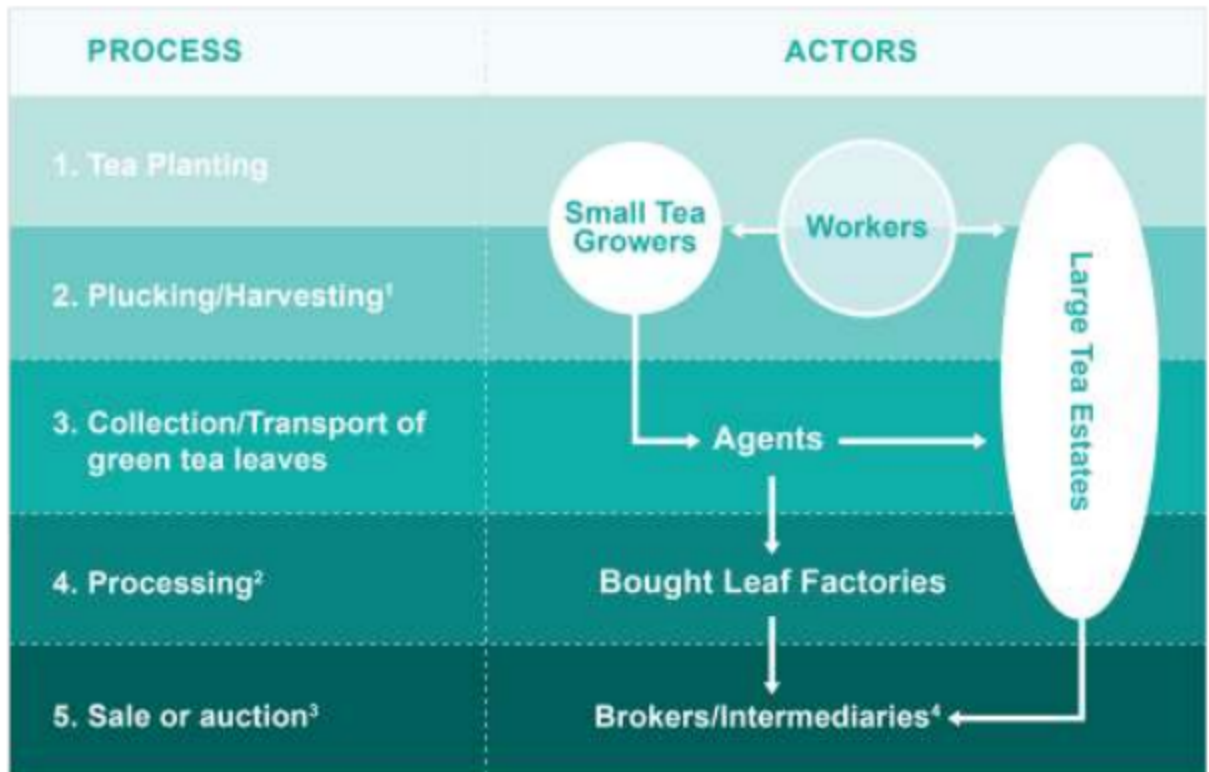 PROCESS
ACTORS
1. Tea Planting
Small Tea
Growers
Workers
Large Tea Estates
2. Plucking/Harvesting¹
3. Collection/Transport of
green tea leaves
Agents
4. Processing²
Bought Leaf Factories
5. Sale or auction³
Brokers/Intermediaries⁴